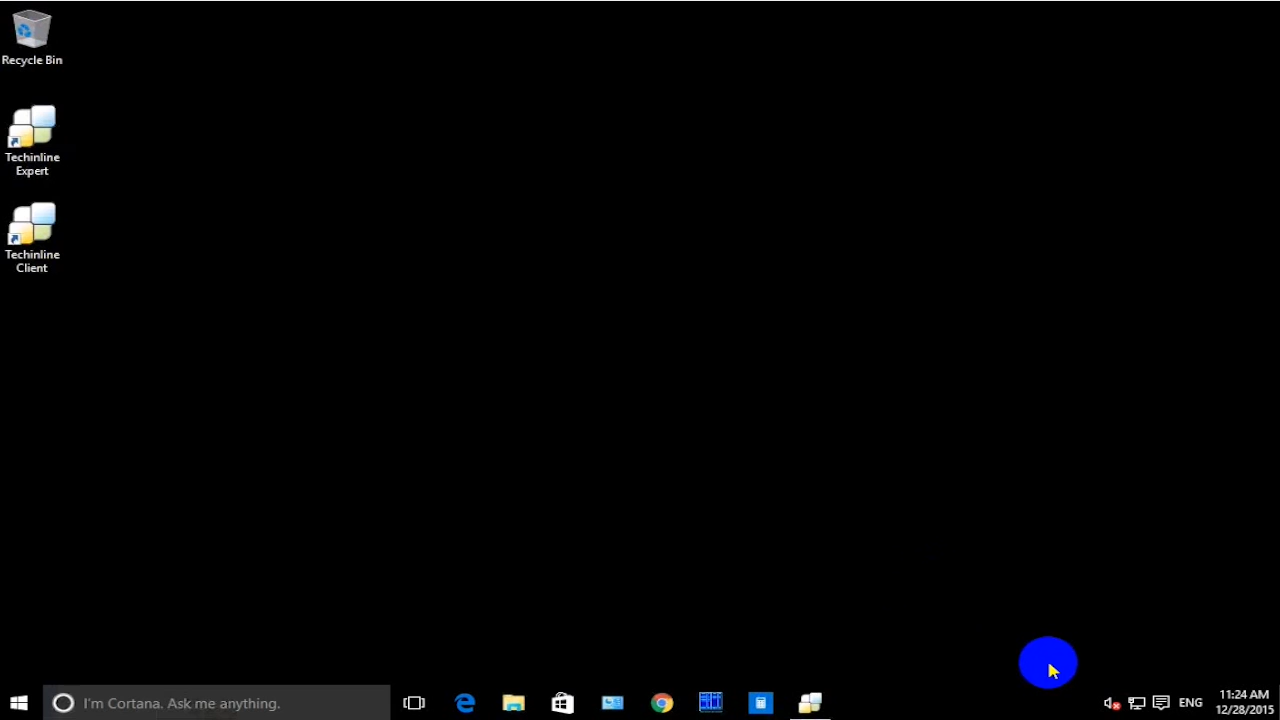 Recycle Bin
Techinline
Expert
Techinline
Client
I'm Cortana. Ask me anything.
ENG
11:24 AM
12/28/2015